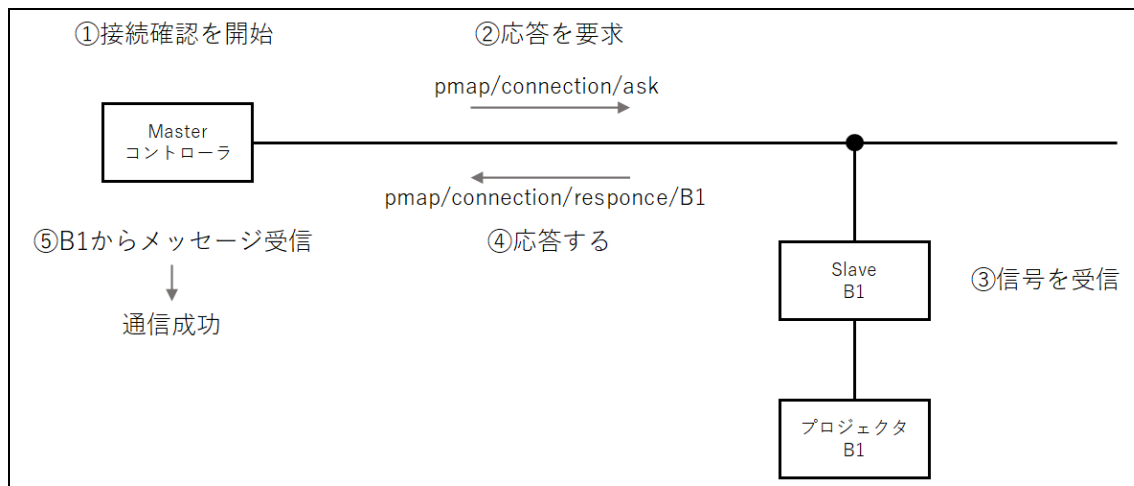 ①接続確認を開始
②応答を要求
pmap/connection/ask
Master
コントローラ
pmap/connection/responce/B1
⑤B1からメッセージ受信
④応答する
Slave
B1
③信号を受信
通信成功
プロジェクタ
B1